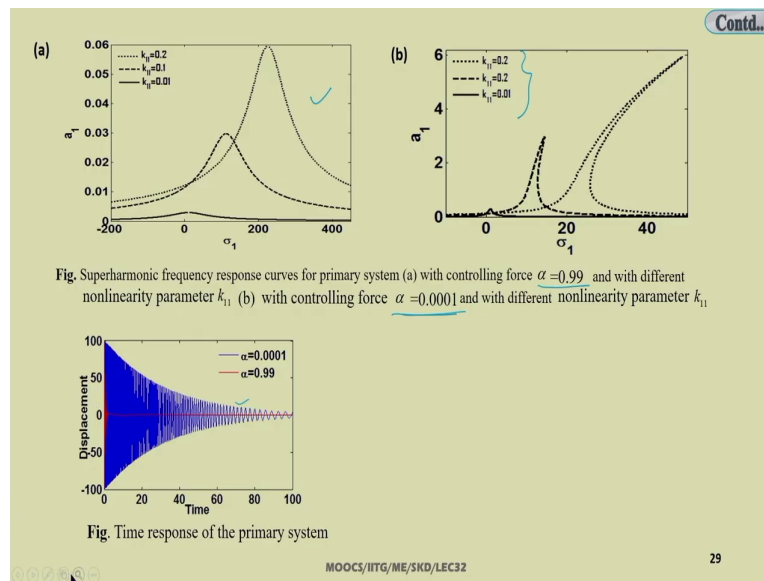 Contd..
(a)
0.06
0.05
0.04
0.03
0.02
0.01
0
a₁
k₁₁=0.2
k₁₁=0.1
k₁₁=0.01
-200 0 200 400
σ₁
(b)
6
4
2
0
a₁
k₁₁=0.2
k₁₁=0.2
k₁₁=0.01
0 20 40
σ₁
Fig. Superharmonic frequency response curves for primary system (a) with controlling force α =0.99 and with different
nonlinearity parameter k₁₁ (b) with controlling force α =0.0001 and with different nonlinearity parameter k₁₁
100
50
0
-50
-100
Displacement
α=0.0001
α=0.99
0 20 40 60 80 100
Time
Fig. Time response of the primary system
MOOCS/IITG/ME/SKD/LEC32
29